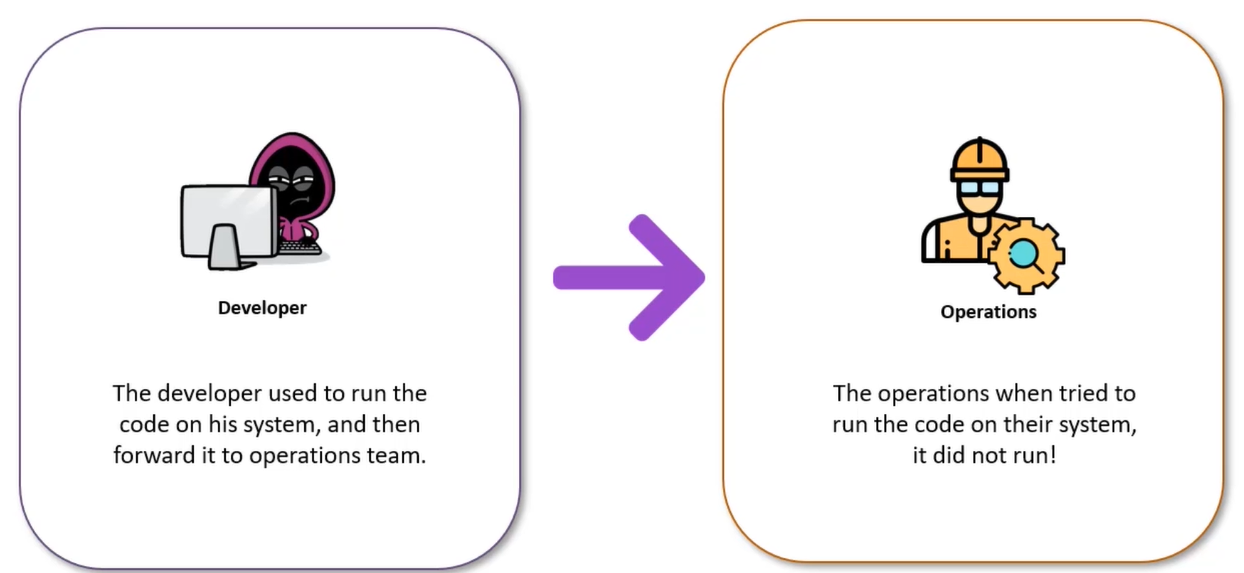 Developer
The developer used to run the
code on his system, and then
forward it to operations team.
Operations
The operations when tried to
run the code on their system,
it did not run!